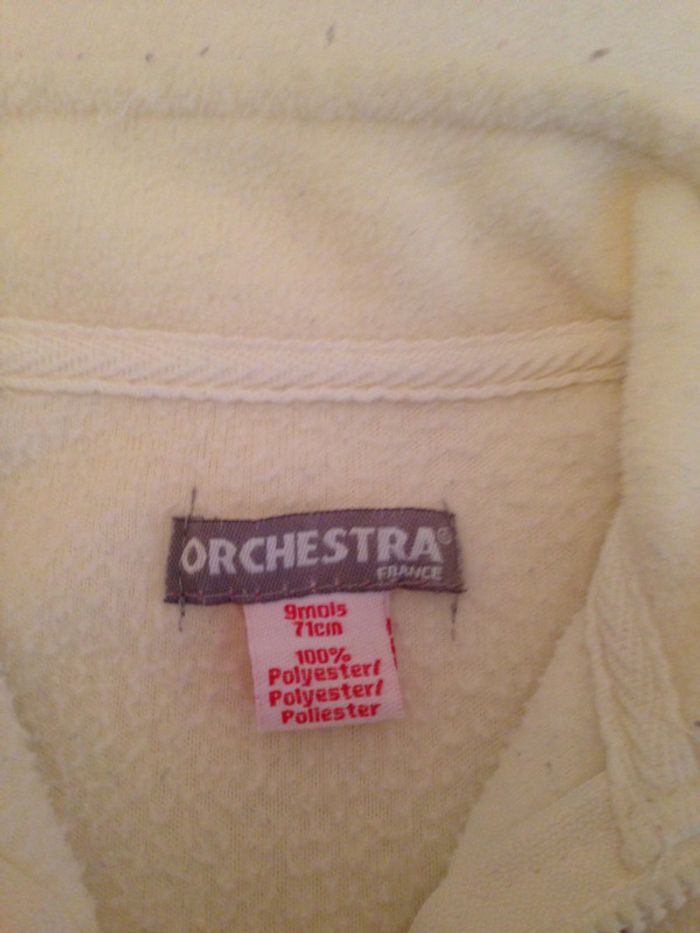 ORCHESTRA®
FRANCE
9mois
71cm
100%
Polyester/
Polyester/
Poliester